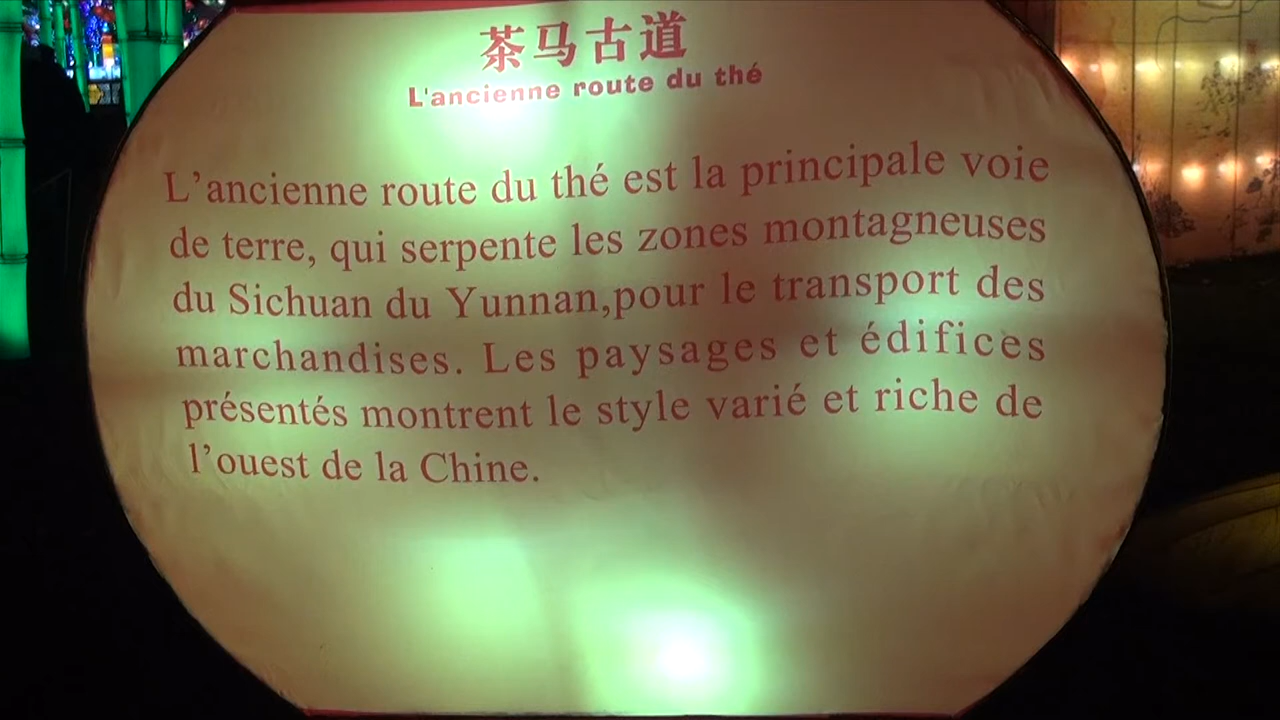 茶马古道
L'ancienne route du thé
L’ancienne route du thé est la principale voie
de terre, qui serpente les zones montagneuses
du Sichuan du Yunnan,pour le transport des
marchandises. Les paysages et édifices
présentés montrent le style varié et riche de
l’ouest de la Chine.